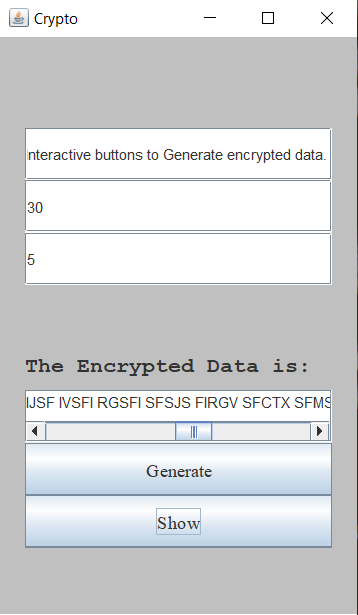 Crypto
Interactive buttons to Generate encrypted data.
30
5
The Encrypted Data is:
IJSF IVSFI RGSFI SFSJS FIRGV SFCTX SFMS
Generate
Show